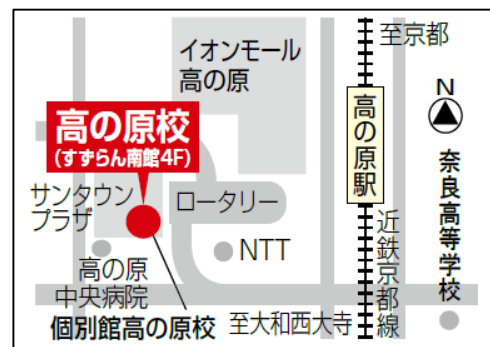 至京都
イオンモール
高の原
N
高の原校
(すずらん南館4F)
高の原駅
奈良高等学校
サンタウン
プラザ
ロータリー
NTT
近鉄京都線
高の原
中央病院
個別館高の原校
至大和西大寺